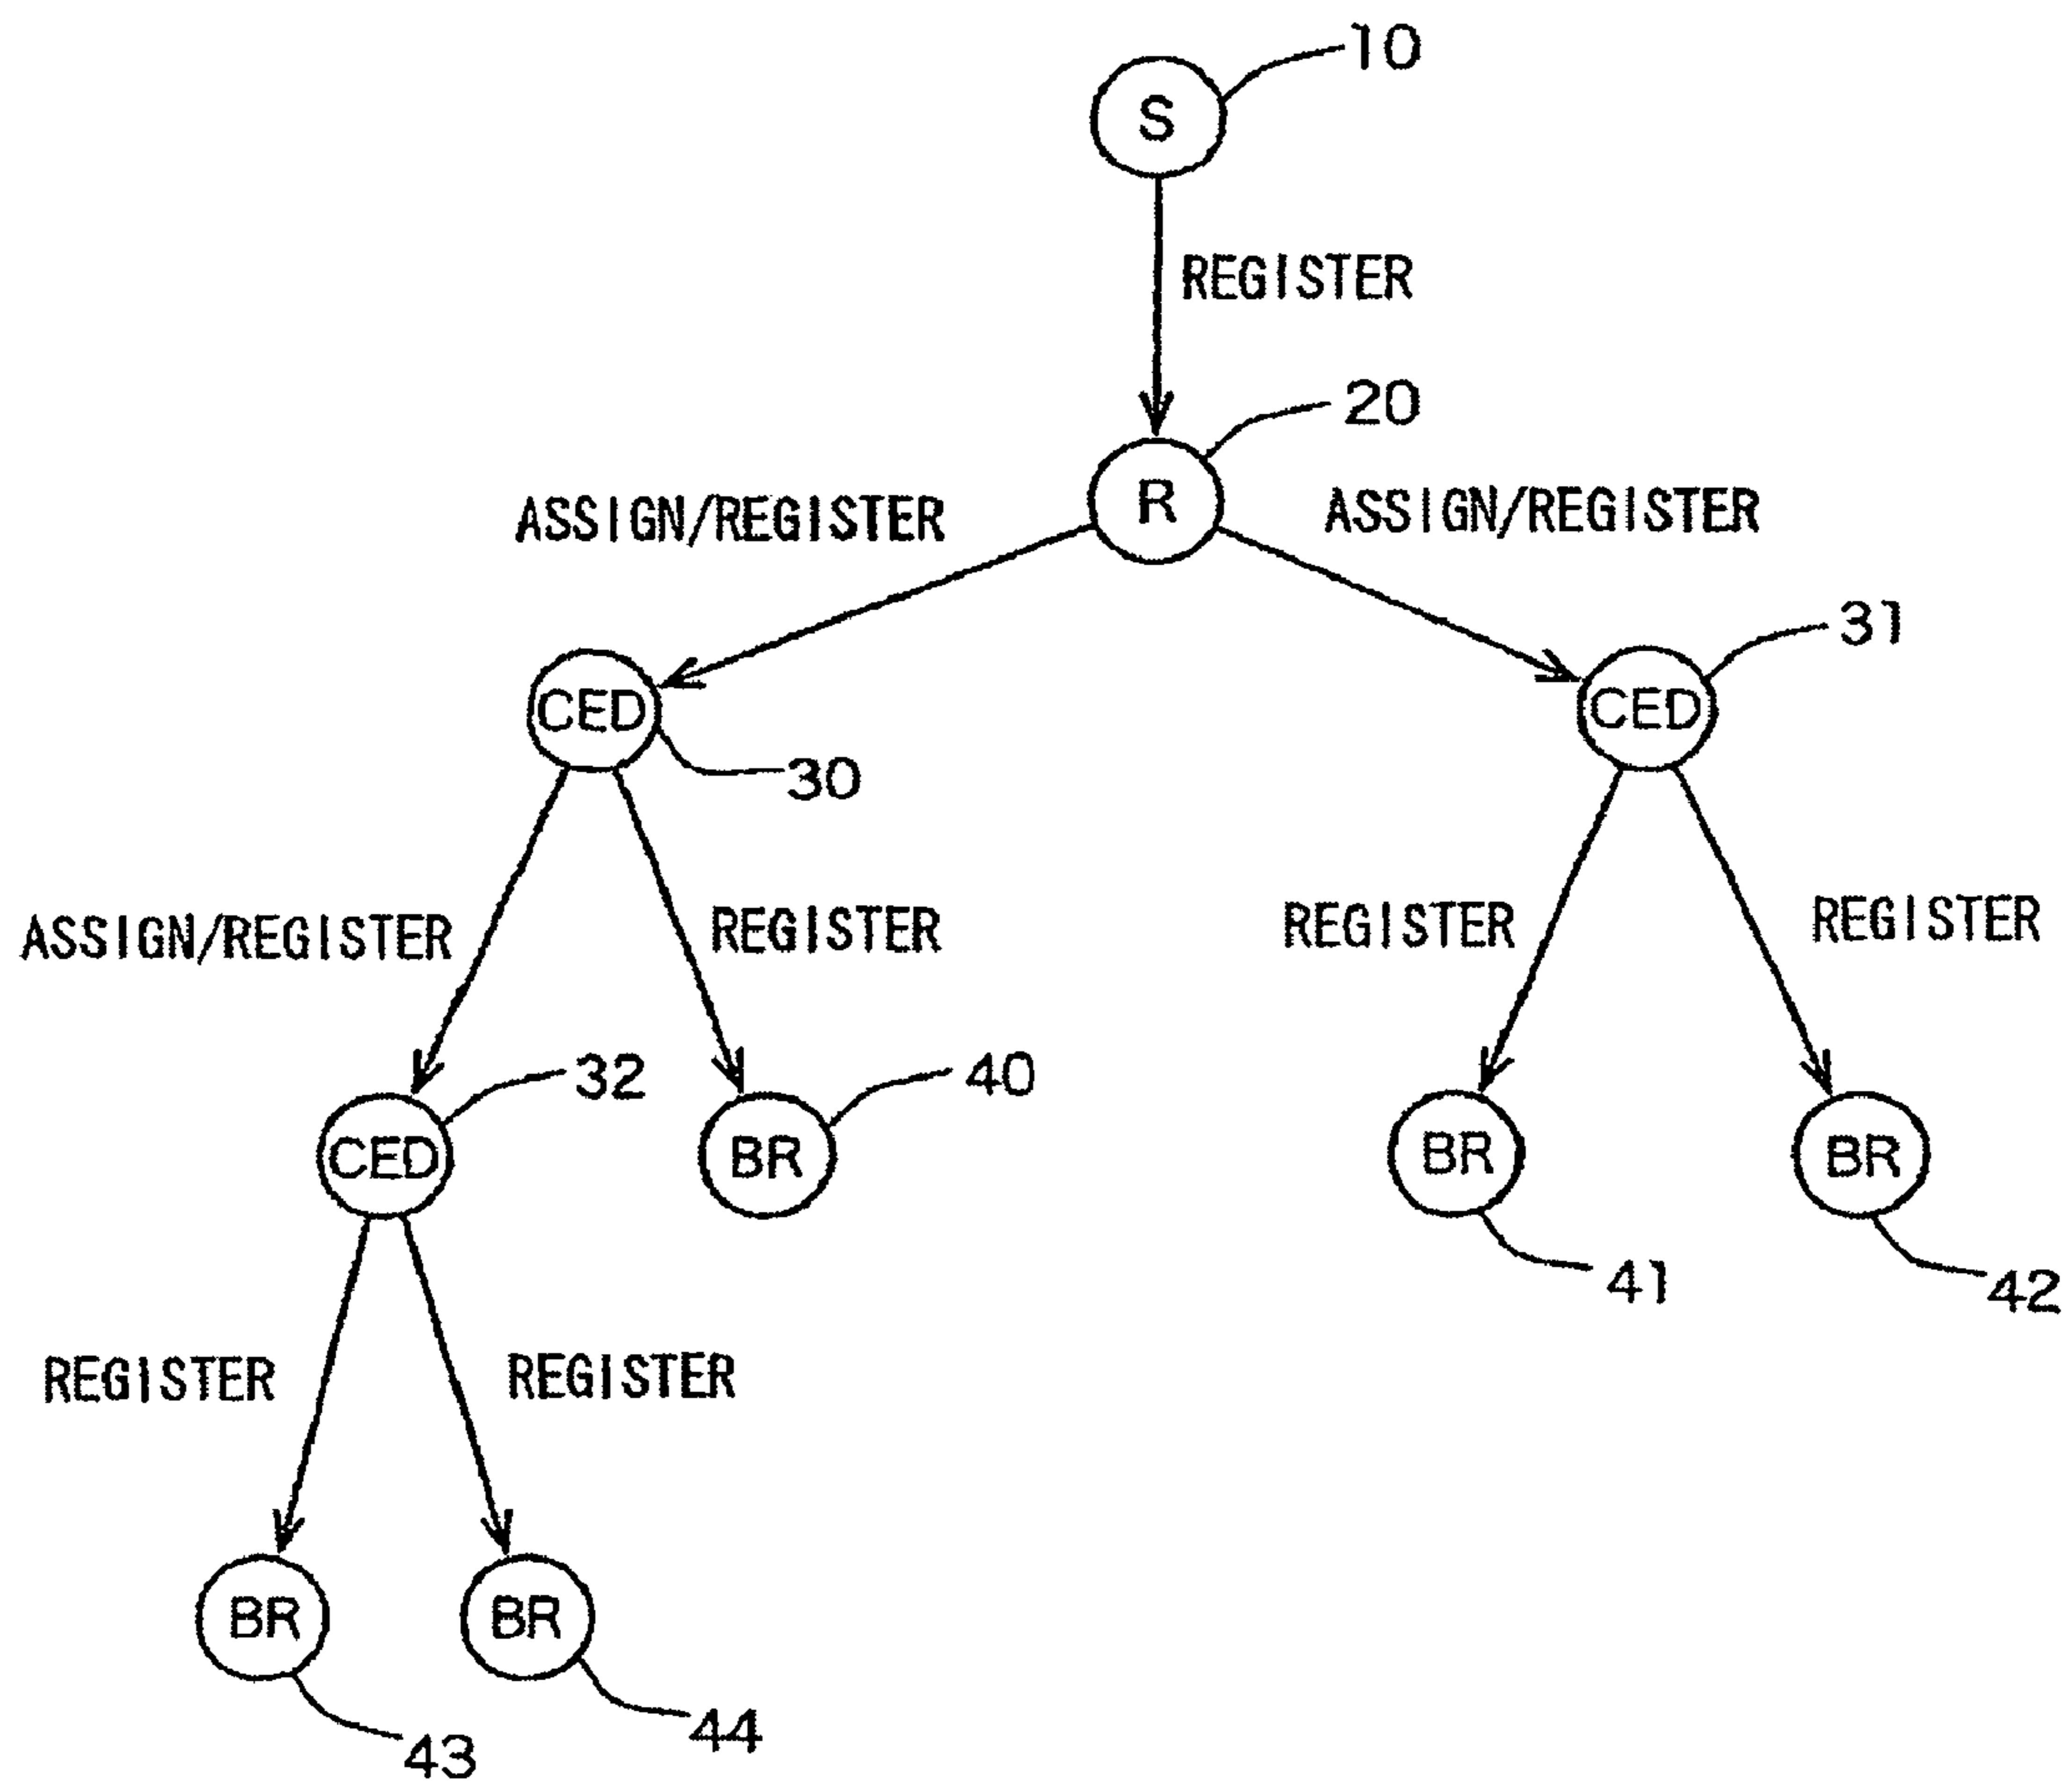 10
S
REGISTER
20
R
ASSIGN/REGISTER
ASSIGN/REGISTER
31
CED
CED
30
ASSIGN/REGISTER
REGISTER
REGISTER
REGISTER
32
40
CED
BR
BR
BR
41
42
REGISTER
REGISTER
BR
BR
43
44